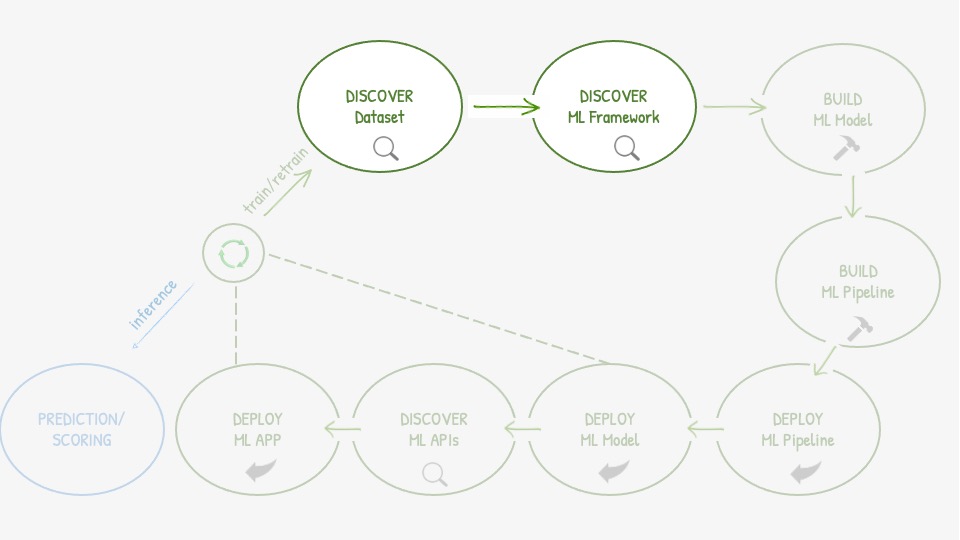 DISCOVER
Dataset
DISCOVER
ML Framework
BUILD
ML Model
train/retrain
BUILD
ML Pipeline
inference
PREDICTION/
SCORING
DEPLOY
ML APP
DISCOVER
ML APIs
DEPLOY
ML Model
DEPLOY
ML Pipeline